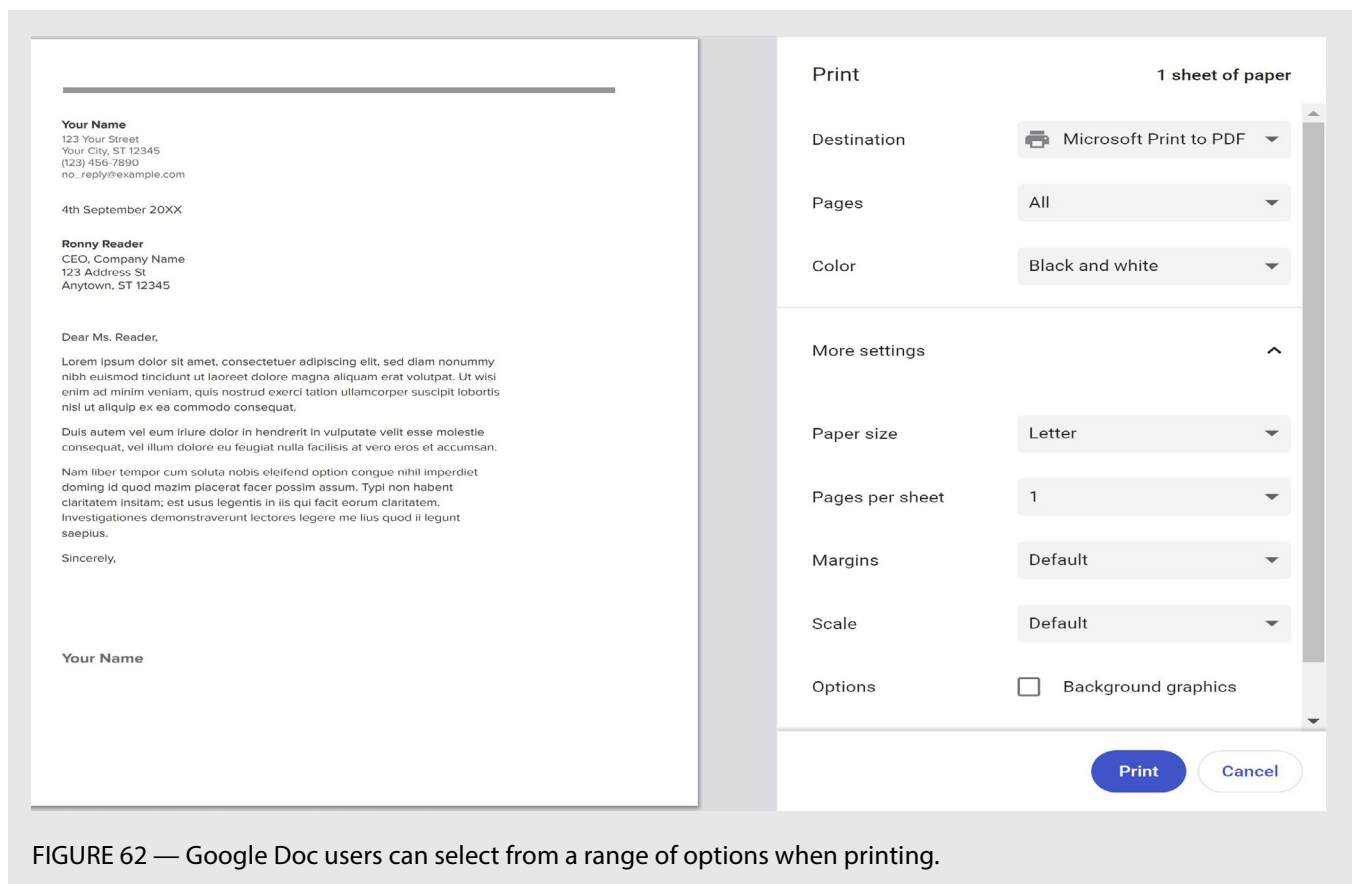 Your Name
123 Your Street
Your City, ST 12345
(123) 456-7890
no_reply@example.com
4th September 20XX
Ronny Reader
CEO, Company Name
123 Address St
Anytown, ST 12345
Dear Ms. Reader,
Lorem ipsum dolor sit amet, consectetuer adipiscing elit, sed diam nonummy
nibh euismod tincidunt ut laoreet dolore magna aliquam erat volutpat. Ut wisi
enim ad minim veniam, quis nostrud exerci tation ullamcorper suscipit lobortis
nisl ut aliquip ex ea commodo consequat.
Duis autem vel eum iriure dolor in hendrerit in vulputate velit esse molestie
consequat, vel illum dolore eu feugiat nulla facilisis at vero eros et accumsan.
Nam liber tempor cum soluta nobis eleifend option congue nihil imperdiet
doming id quod mazim placerat facer possim assum. Typi non habent
claritatem insitam; est usus legentis in iis qui facit eorum claritatem.
Investigationes demonstraverunt lectores legere me lius quod ii legunt
saepius.
Sincerely,
Your Name
Print 1 sheet of paper
Destination Microsoft Print to PDF
Pages All
Color Black and white
More settings
Paper size Letter
Pages per sheet 1
Margins Default
Scale Default
Options Background graphics
Print Cancel
FIGURE 62 — Google Doc users can select from a range of options when printing.